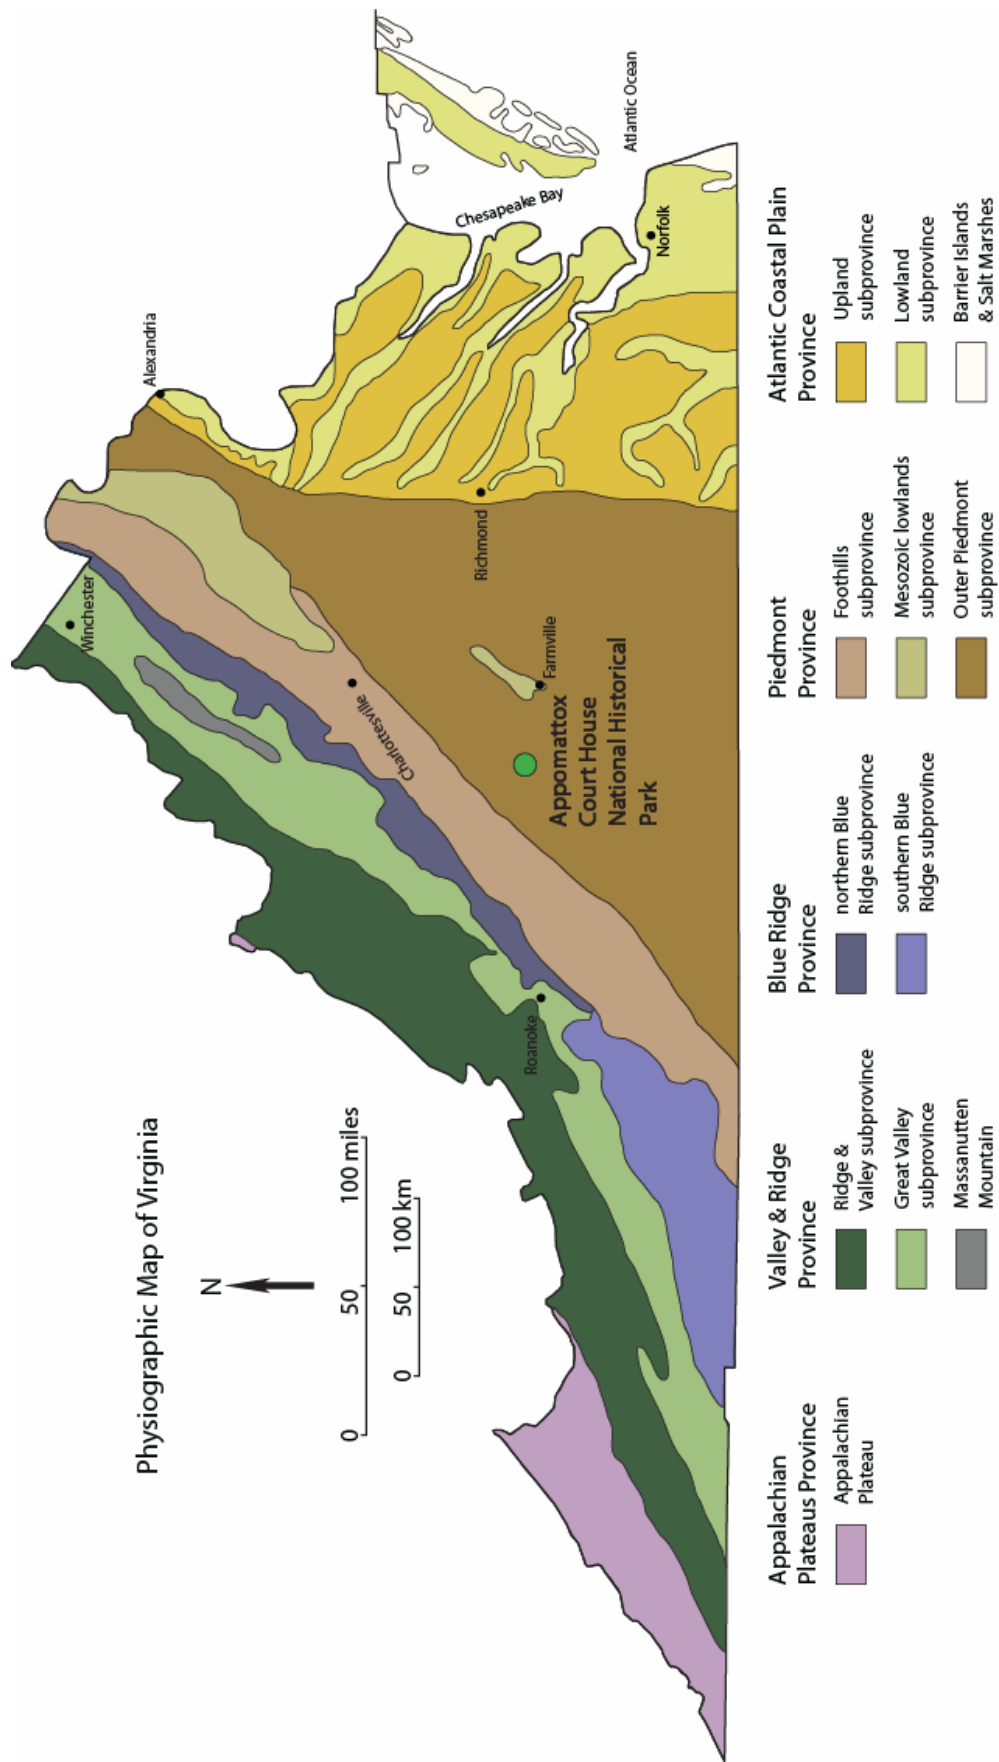 Physiographic Map of Virginia
N
0
50
100 miles
0
50
100 km
Winchester
Alexandria
Charlottesville
Richmond
Chesapeake Bay
Atlantic Ocean
Norfolk
Farmville
Roanoke
Appomattox
Court House
National Historical
Park
Appalachian
Plateaus Province
Appalachian
Plateau
Valley & Ridge
Province
Ridge &
Valley subprovince
Great Valley
subprovince
Massanutten
Mountain
Blue Ridge
Province
northern Blue
Ridge subprovince
southern Blue
Ridge subprovince
Piedmont
Province
Foothills
subprovince
Mesozoic lowlands
subprovince
Outer Piedmont
subprovince
Atlantic Coastal Plain
Province
Upland
subprovince
Lowland
subprovince
Barrier Islands
& Salt Marshes